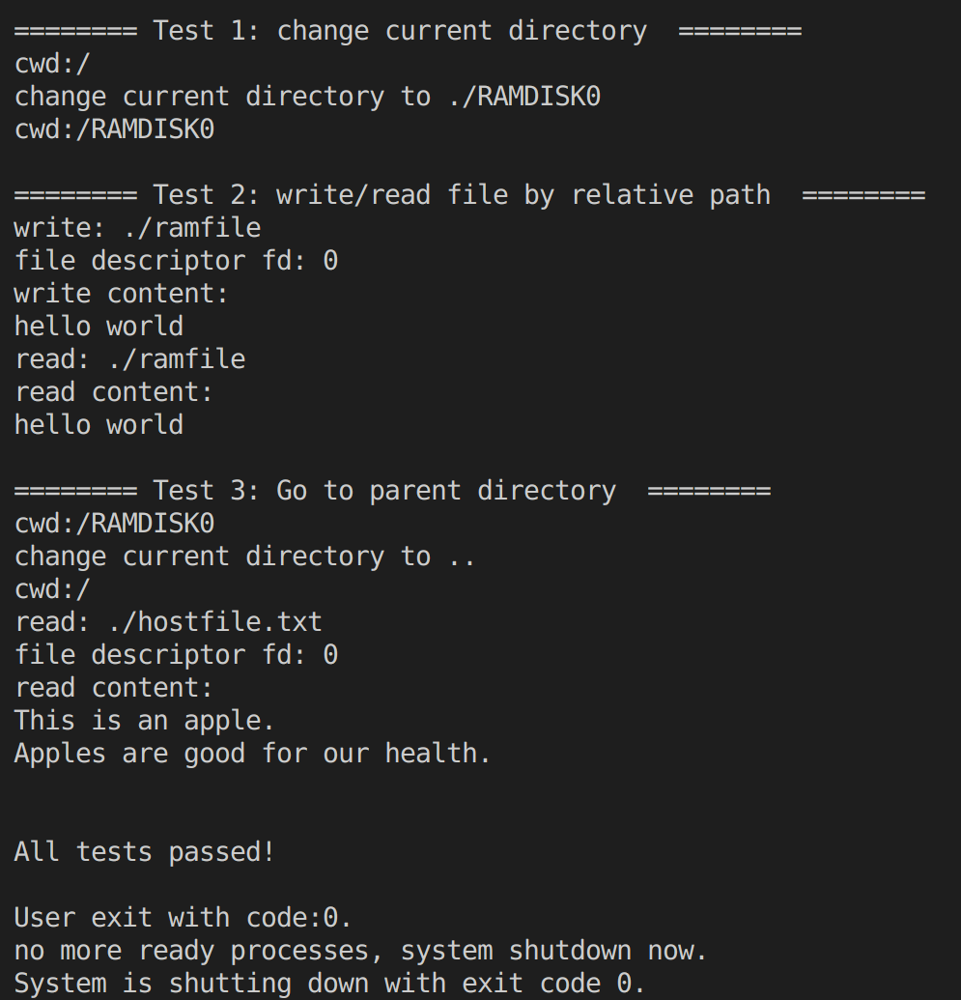 ======== Test 1: change current directory  ========
cwd:/
change current directory to ./RAMDISK0
cwd:/RAMDISK0

======== Test 2: write/read file by relative path  ========
write: ./ramfile
file descriptor fd: 0
write content:
hello world
read: ./ramfile
read content:
hello world

======== Test 3: Go to parent directory  ========
cwd:/RAMDISK0
change current directory to ..
cwd:/
read: ./hostfile.txt
file descriptor fd: 0
read content:
This is an apple.
Apples are good for our health.


All tests passed!

User exit with code:0.
no more ready processes, system shutdown now.
System is shutting down with exit code 0.